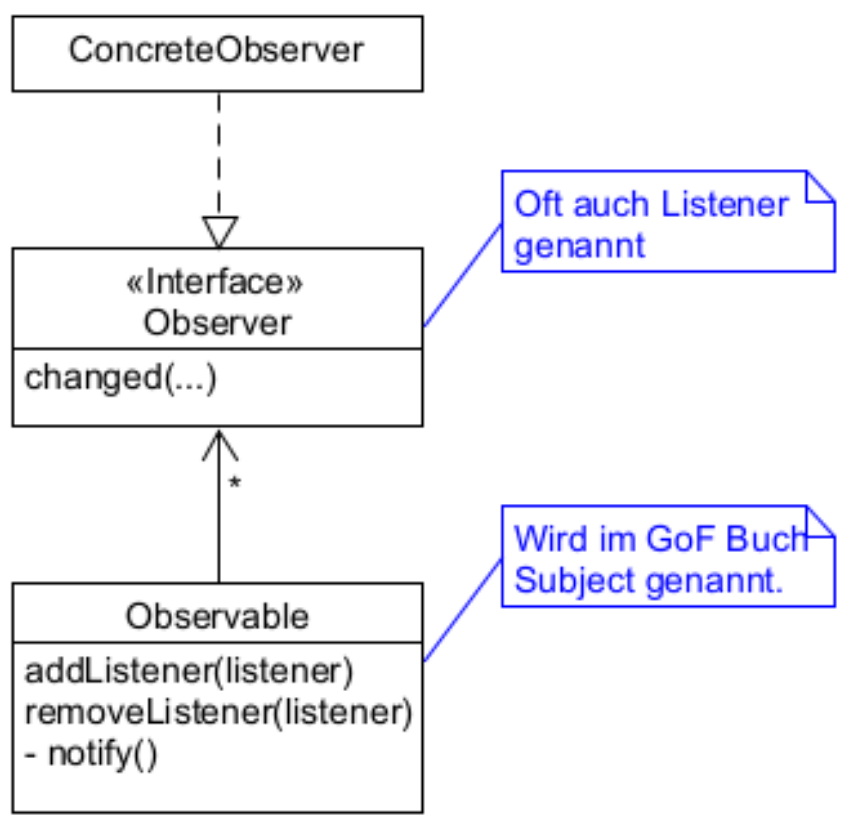 ConcreteObserver
Oft auch Listener
genannt
«Interface»
Observer
changed(...)
*
Wird im GoF Buch
Subject genannt.
Observable
addListener(listener)
removeListener(listener)
- notify()